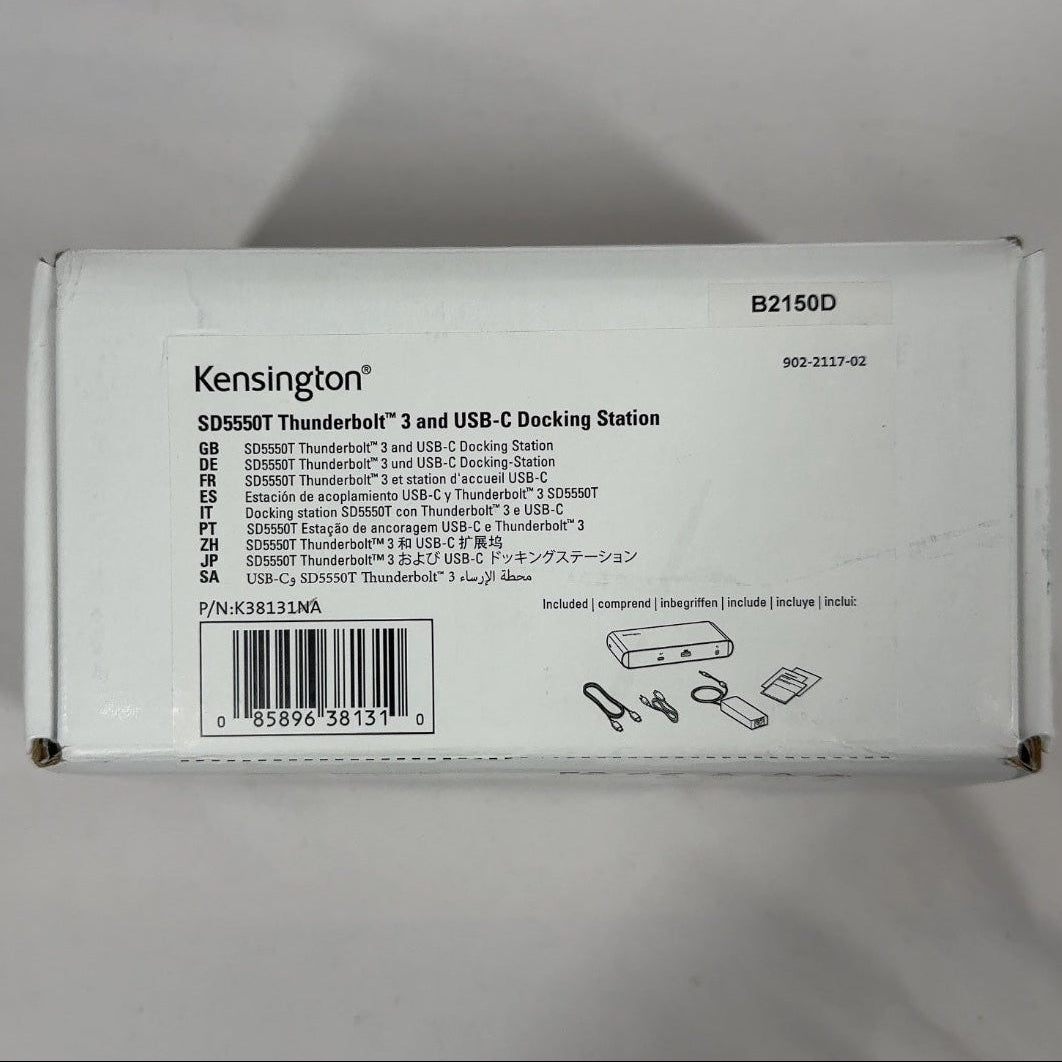 B2150D
902-2117-02
Kensington®
SD5550T Thunderbolt™ 3 and USB-C Docking Station
GB SD5550T Thunderbolt™ 3 and USB-C Docking Station
DE SD5550T Thunderbolt™ 3 und USB-C Docking-Station
FR SD5550T Thunderbolt™ 3 et station d'accueil USB-C
ES Estación de acoplamiento USB-C y Thunderbolt™ 3 SD5550T
IT Docking station SD5550T con Thunderbolt™ 3 e USB-C
PT SD5550T Estação de ancoragem USB-C e Thunderbolt™ 3
ZH SD5550T Thunderbolt™ 3 和 USB-C 扩展坞
JP SD5550T Thunderbolt™ 3 および USB-C ドッキングステーション
SA محطة الإرساء SD5550T Thunderbolt™ 3 وUSB-C
P/N:K38131NA
Included | comprend | inbegriffen | include | incluye | inclui:
0 85896 38131 0